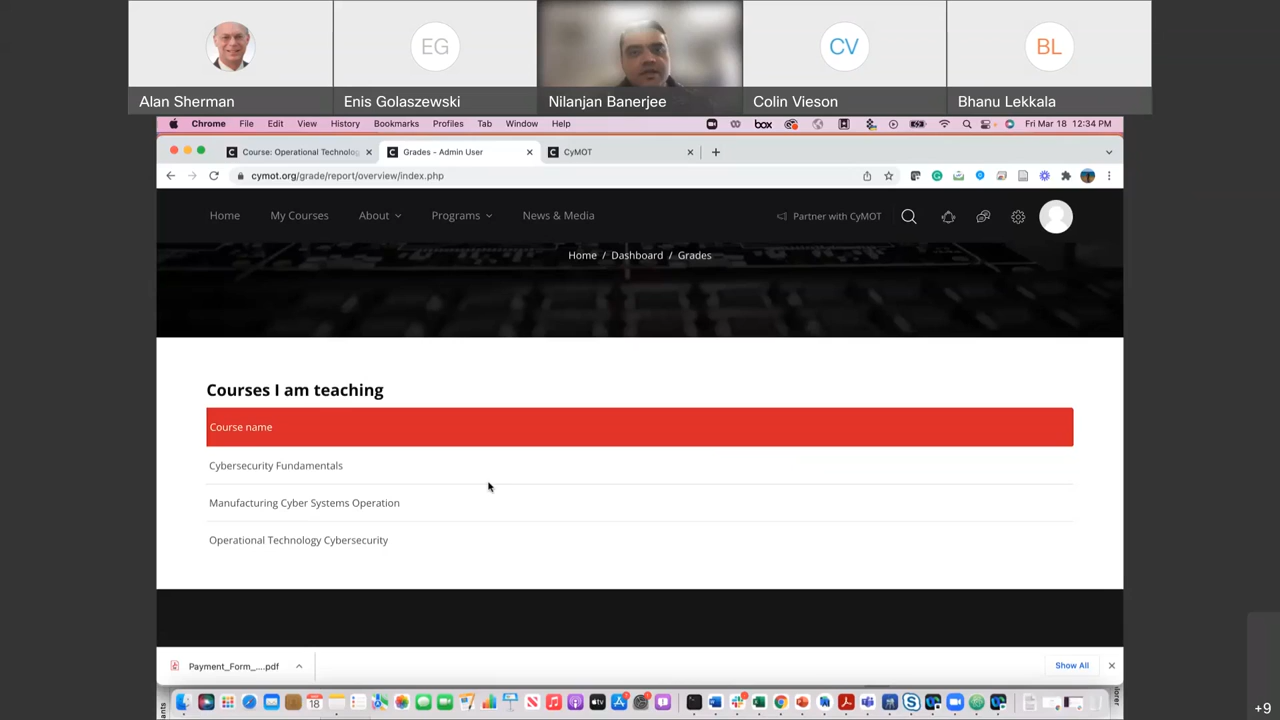 EG
CV
BL
Alan Sherman
Enis Golaszewski
Nilanjan Banerjee
Colin Vieson
Bhanu Lekkala
Chrome File Edit View History Bookmarks Profiles Tab Window Help box Fri Mar 18 12:34 PM
Course: Operational Technolog
Grades - Admin User
CyMOT
cymot.org/grade/report/overview/index.php
Home My Courses About Programs News & Media Partner with CyMOT
Home / Dashboard / Grades
Courses I am teaching
Course name
Cybersecurity Fundamentals
Manufacturing Cyber Systems Operation
Operational Technology Cybersecurity
Payment_Form_....pdf
Show All
18
+9